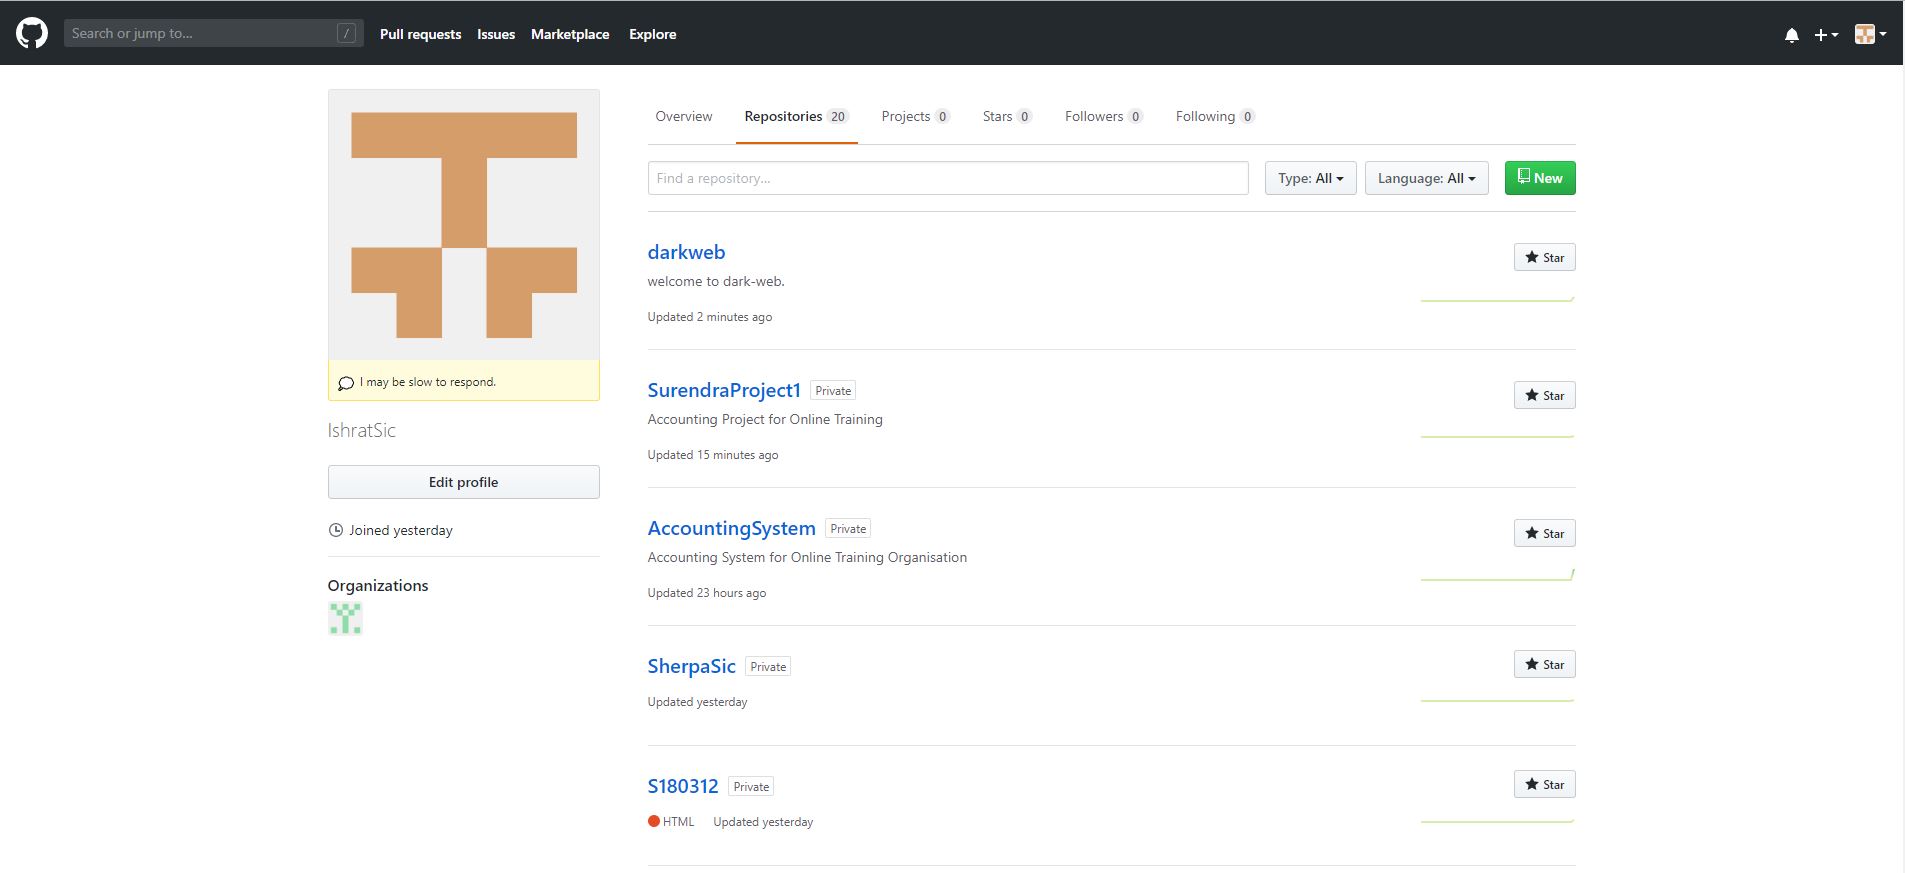 Search or jump to... /
Pull requests Issues Marketplace Explore
Overview Repositories 20 Projects 0 Stars 0 Followers 0 Following 0
Find a repository... Type: All Language: All New
I may be slow to respond.
IshratSic
Edit profile
Joined yesterday
Organizations
darkweb
Star
welcome to dark-web.
Updated 2 minutes ago
SurendraProject1 Private
Star
Accounting Project for Online Training
Updated 15 minutes ago
AccountingSystem Private
Star
Accounting System for Online Training Organisation
Updated 23 hours ago
SherpaSic Private
Star
Updated yesterday
S180312 Private
Star
HTML Updated yesterday